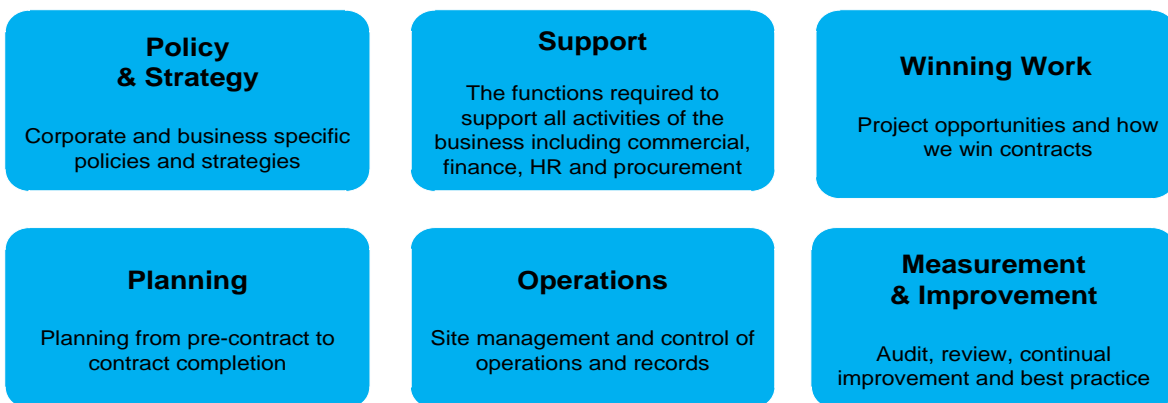 Policy
& Strategy
Corporate and business specific
policies and strategies
Support
The functions required to
support all activities of the
business including commercial,
finance, HR and procurement
Winning Work
Project opportunities and how
we win contracts
Planning
Planning from pre-contract to
contract completion
Operations
Site management and control of
operations and records
Measurement
& Improvement
Audit, review, continual
improvement and best practice